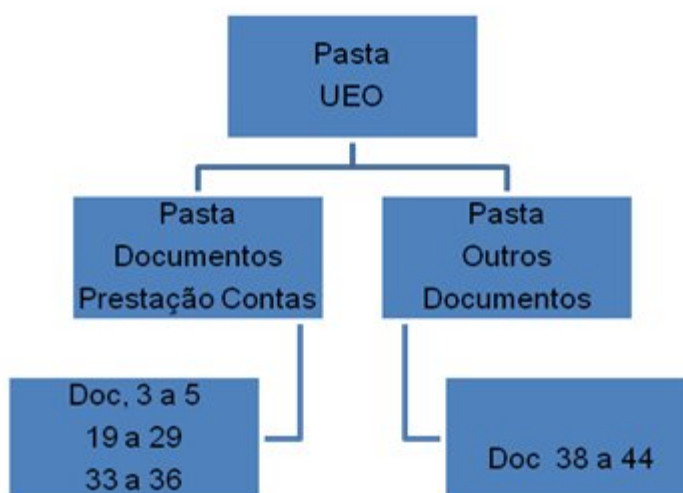 Pasta
UEO
Pasta
Documentos
Prestação Contas
Pasta
Outros
Documentos
Doc, 3 a 5
19 a 29
33 a 36
Doc 38 a 44